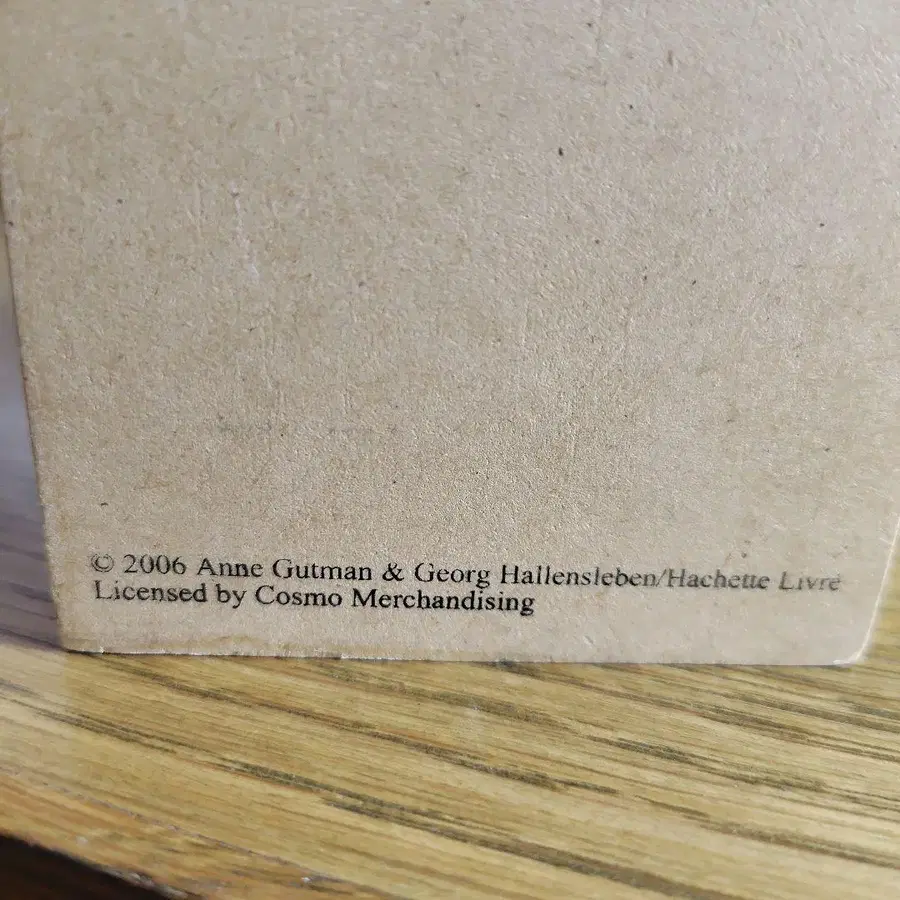 © 2006 Anne Gutman & Georg Hallensleben/Hachette Livre
Licensed by Cosmo Merchandising